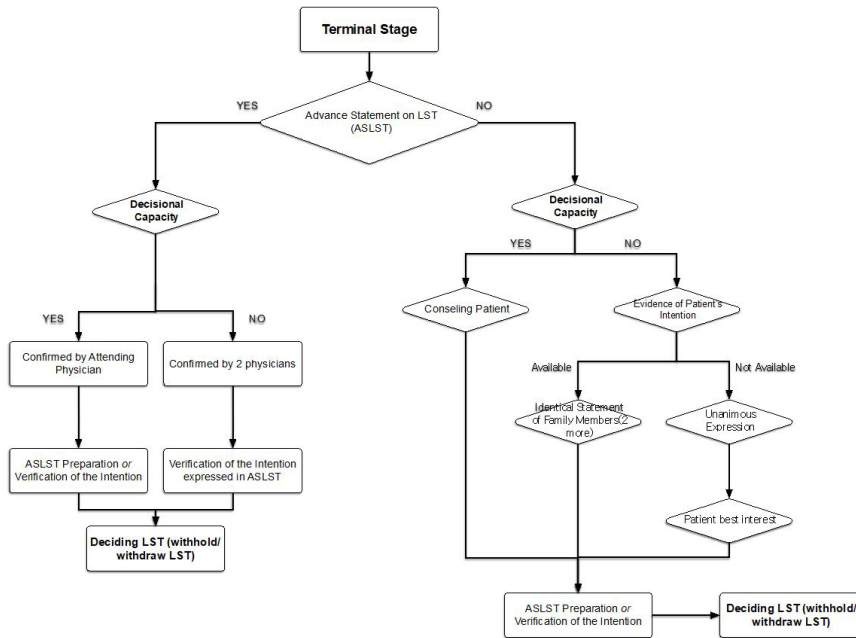 Terminal Stage
YES
NO
Advance Statement on LST
(ASLST)
Decisional
Capacity
Decisional
Capacity
YES
NO
Conseling Patient
Evidence of Patient's
Intention
YES
NO
Confirmed by Attending
Physician
Confirmed by 2 physicians
Available
Not Available
Identical Statement
of Family Members(2
more)
Unanimous
Expression
ASLST Preparation or
Verification of the Intention
Verification of the Intention
expressed in ASLST
Patient best interest
Deciding LST (withhold/
withdraw LST)
ASLST Preparation or
Verification of the Intention
Deciding LST (withhold/
withdraw LST)